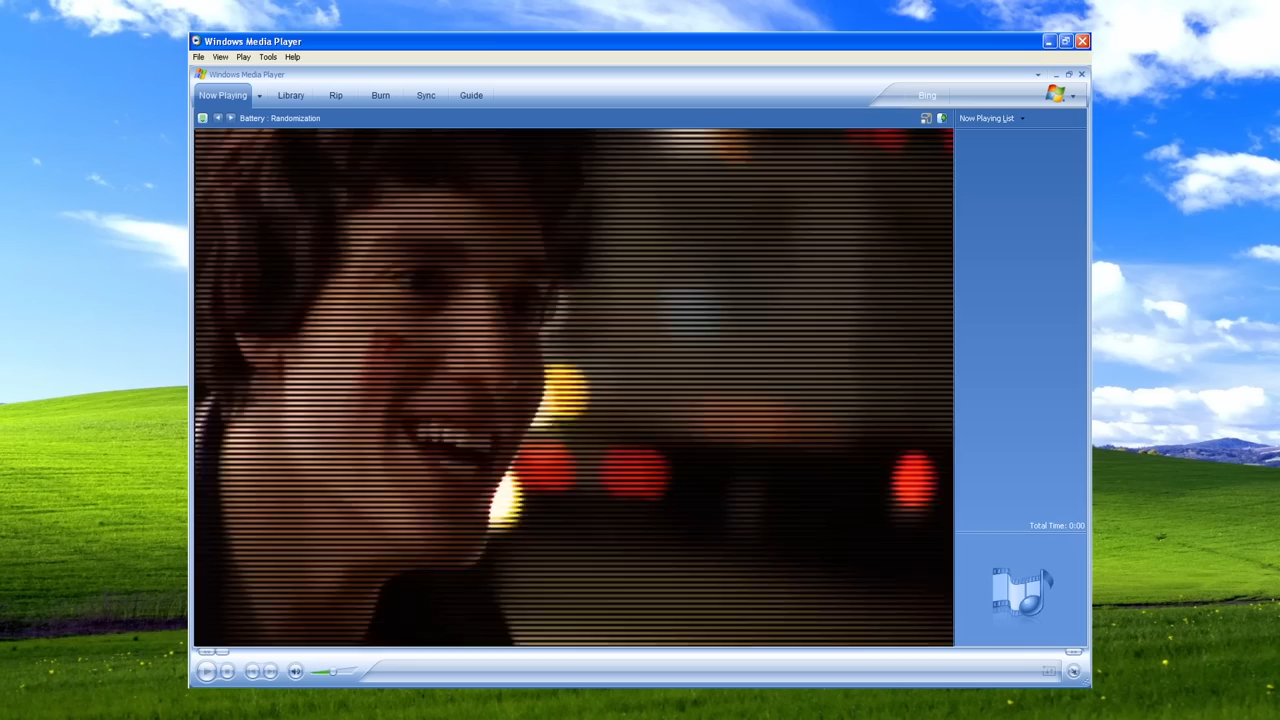 Windows Media Player
File View Play Tools Help
Windows Media Player
Now Playing Library Rip Burn Sync Guide Bing
Battery : Randomization Now Playing List
Total Time: 0:00